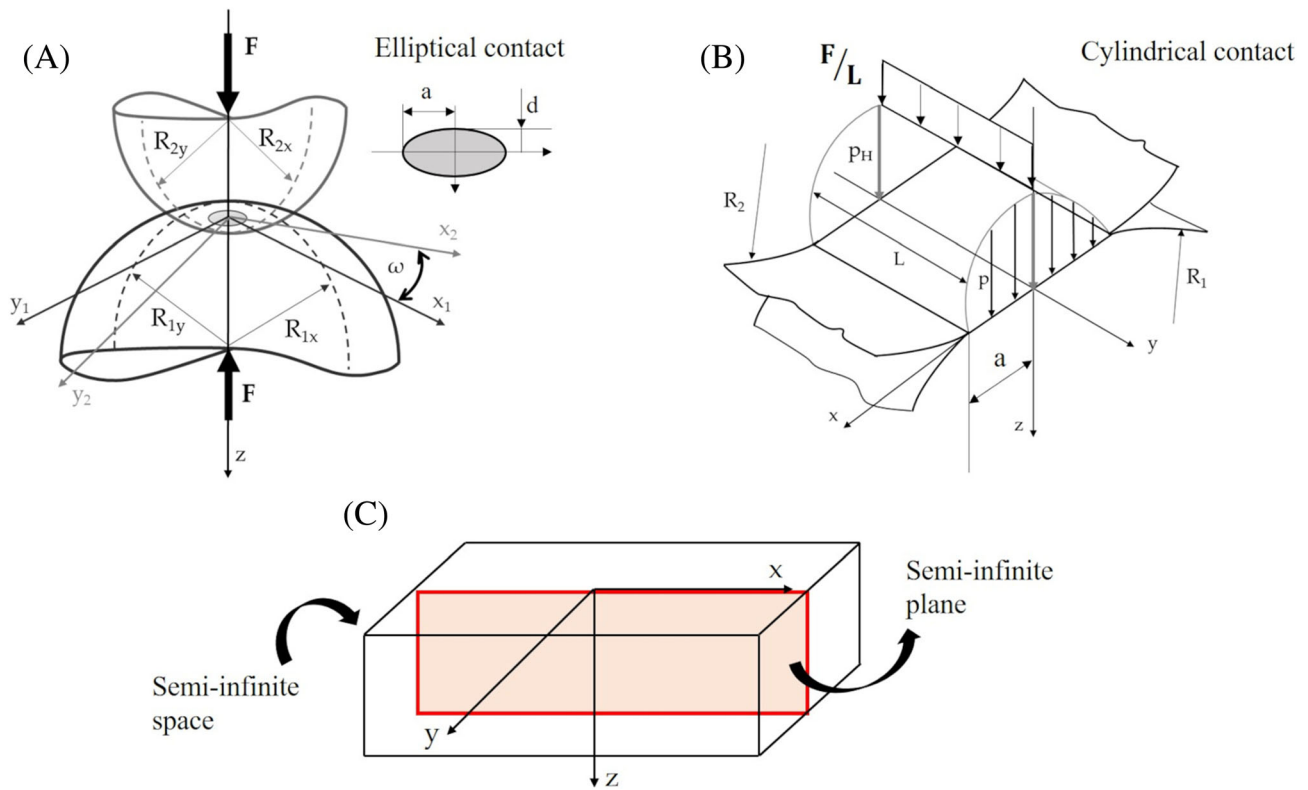 (A)
F
Elliptical contact
a
d
R2y
R2x
x2
ω
x1
y1
R1y
R1x
y2
F
z
(B)
F/L
Cylindrical contact
pH
R2
L
p
R1
y
a
x
z
(C)
x
Semi-infinite
plane
Semi-infinite
space
y
z